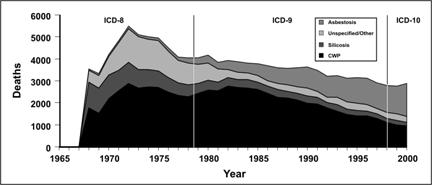 ICD-8 ICD-9 ICD-10
6000
5000
4000
3000
2000
1000
0
Deaths
Asbestosis
Unspecified/Other
Silicosis
CWP
1965 1970 1975 1980 1985 1990 1995 2000
Year